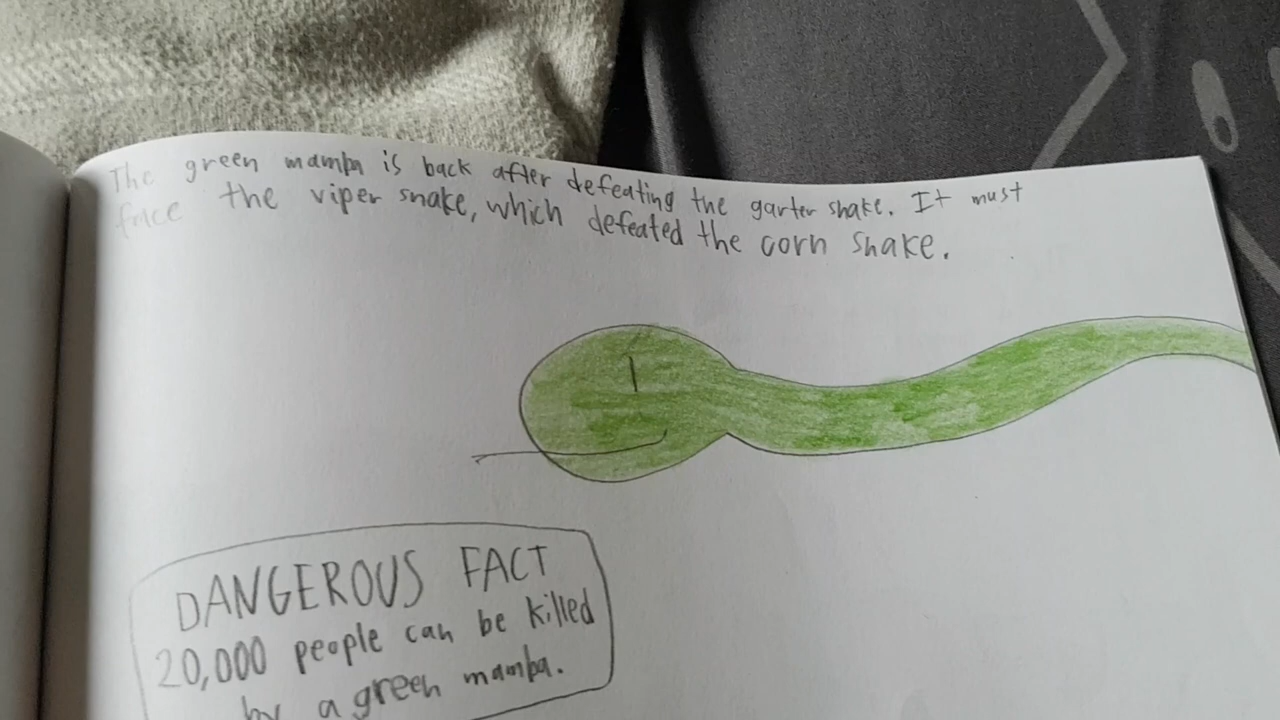 The green mamba is back after defeating the garter snake. It must
face the viper snake, which defeated the corn snake.
DANGEROUS FACT
20,000 people can be killed
by a green mamba.